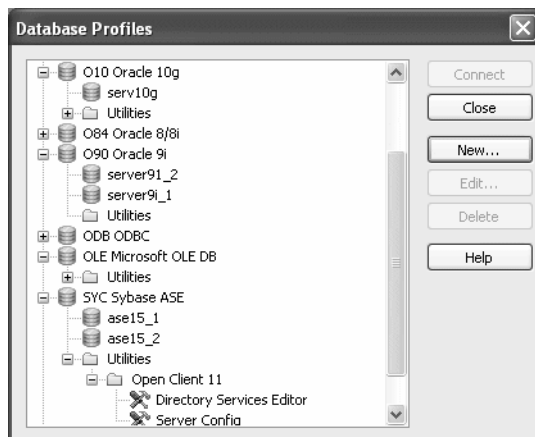 Database Profiles
O10 Oracle 10g
serv10g
Utilities
O84 Oracle 8/8i
O90 Oracle 9i
server91_2
server9i_1
Utilities
ODB ODBC
OLE Microsoft OLE DB
Utilities
SYC Sybase ASE
ase15_1
ase15_2
Utilities
Open Client 11
Directory Services Editor
Server Config
Connect
Close
New...
Edit...
Delete
Help